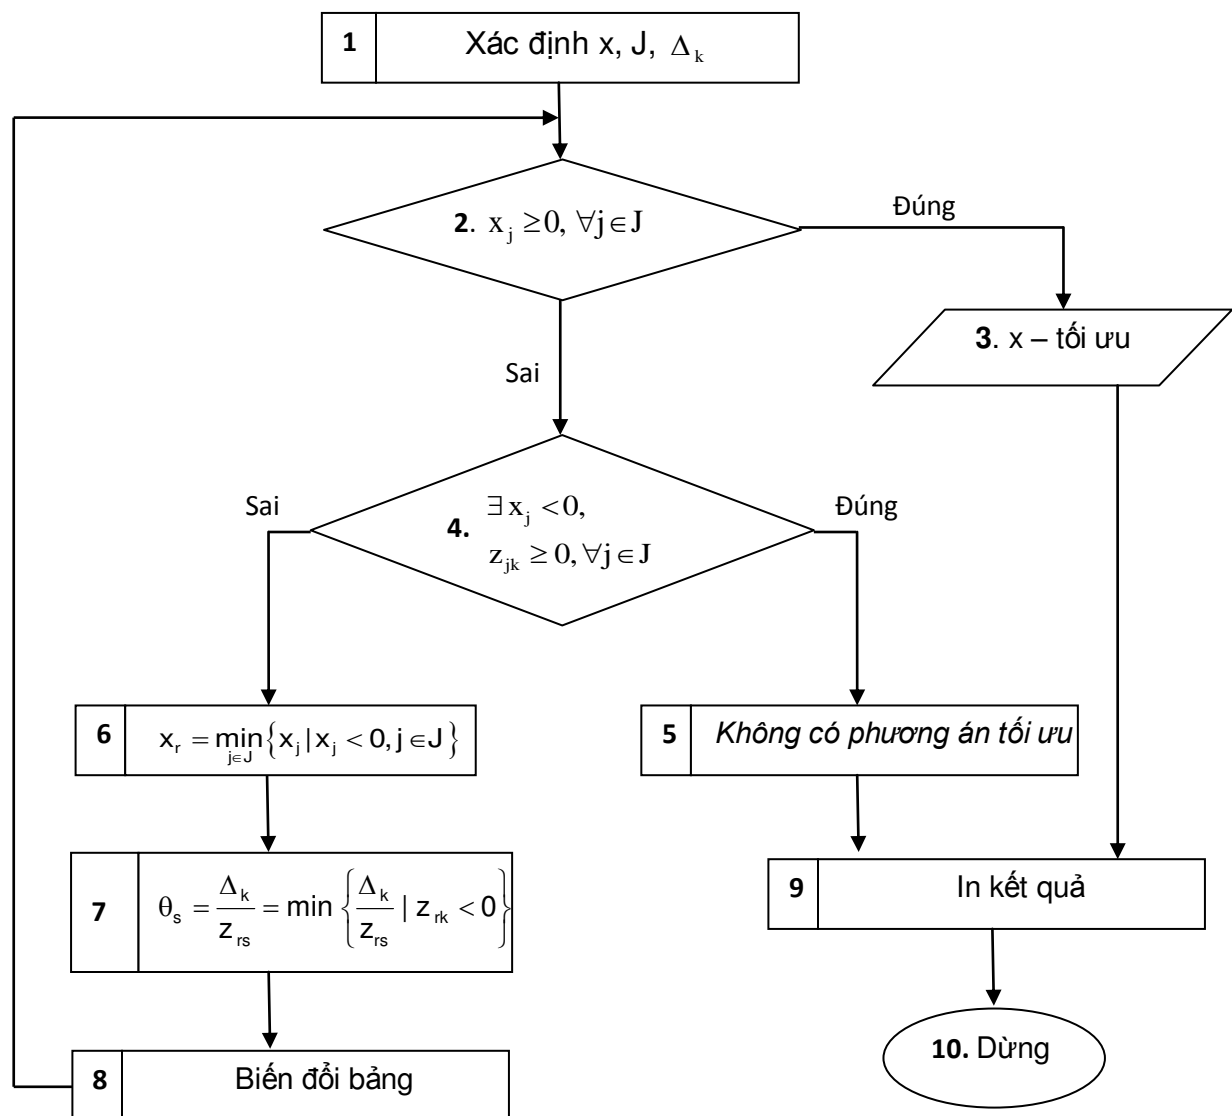 1 Xác định x, J, Δ_k
2. x_j ≥0, ∀j∈J
Đúng
3. x – tối ưu
Sai
Sai
Đúng
4. ∃ x_j <0,
z_jk ≥ 0, ∀j∈J
6 x_r = min_{j∈J} {x_j | x_j < 0, j ∈ J}
5 Không có phương án tối ưu
7 θ_s = Δ_k / z_rs = min {Δ_k / z_rs | z_rk < 0}
9 In kết quả
8 Biến đổi bảng
10. Dừng